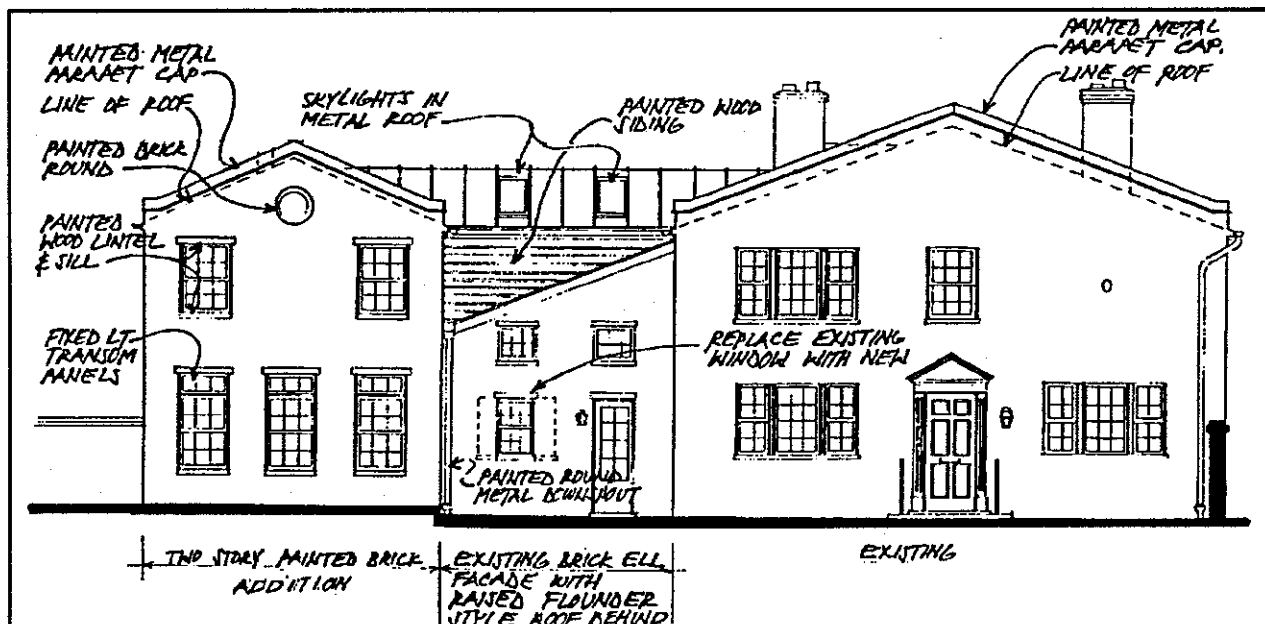 PAINTED METAL
PARAPET CAP
LINE OF ROOF
PAINTED BRICK
ROUND
PAINTED
WOOD LINTEL
& SILL
FIXED LT.
TRANSOM
PANELS
SKYLIGHTS IN
METAL ROOF
PAINTED WOOD
SIDING
PAINTED METAL
PARAPET CAP.
LINE OF ROOF
REPLACE EXISTING
WINDOW WITH NEW
PAINTED ROUND
METAL DOWNSPOUT
TWO STORY PAINTED BRICK
ADDITION
EXISTING BRICK ELL
FACADE WITH
RAISED FLOUNDER
STYLE ROOF BEHIND
EXISTING